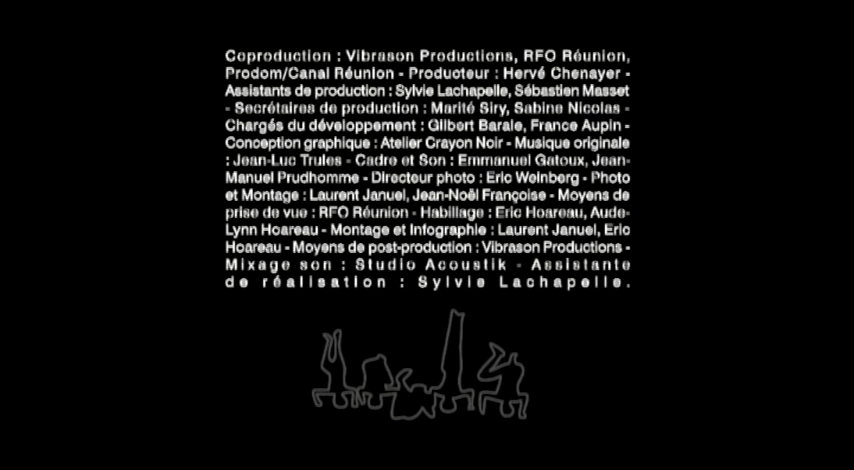 Coproduction : Vibrason Productions, RFO Réunion,
Prodom/Canal Réunion - Producteur : Hervé Chenayer -
Assistants de production : Sylvie Lachapelle, Sébastien Masset
- Secrétaires de production : Marité Siry, Sabine Nicolas -
Chargés du développement : Gilbert Barale, France Aupin -
Conception graphique : Atelier Crayon Noir - Musique originale
: Jean-Luc Trules - Cadre et Son : Emmanuel Gatoux, Jean-
Manuel Prudhomme - Directeur photo : Eric Weinberg - Photo
et Montage : Laurent Januel, Jean-Noël Françoise - Moyens de
prise de vue : RFO Réunion - Habillage : Eric Hoareau, Aude-
Lynn Hoareau - Montage et Infographie : Laurent Januel, Eric
Hoareau - Moyens de post-production : Vibrason Productions -
Mixage son : Studio Acoustik - Assistante
de réalisation : Sylvie Lachapelle.